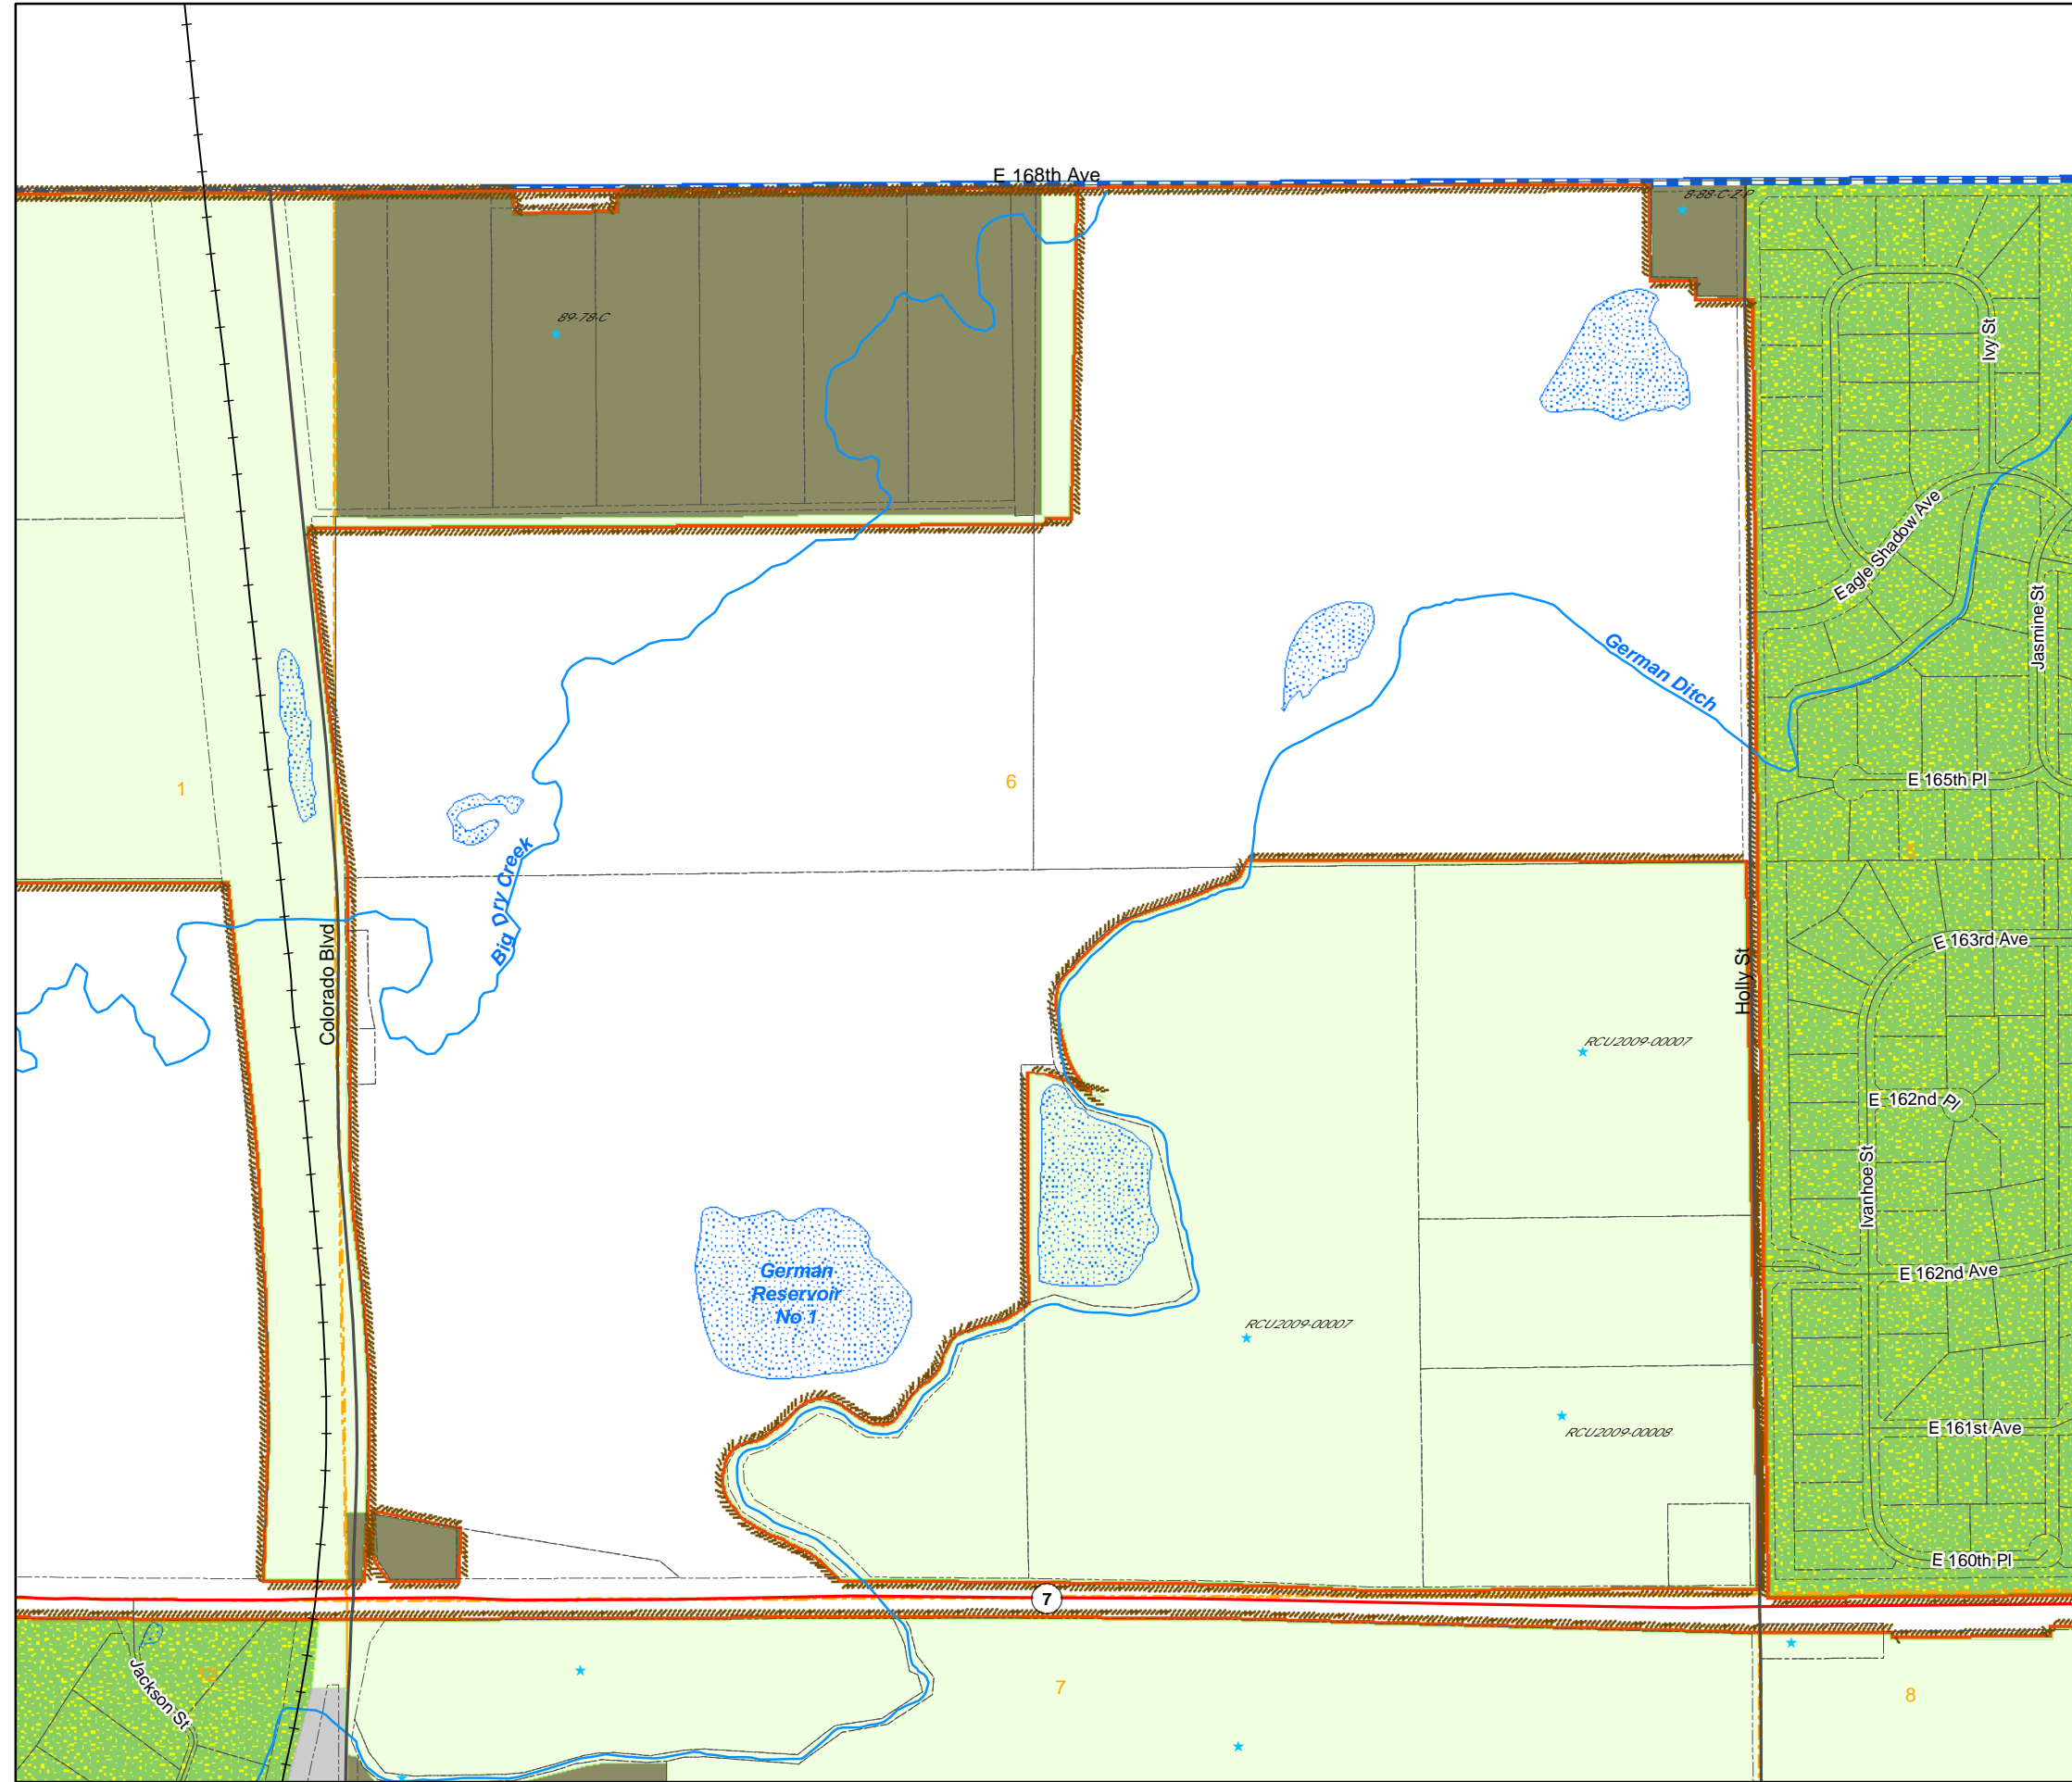 E 168th Ave
8-88-C-Z-P
89-78-C
Ivy St
Eagle Shadow Ave
Jasmine St
German Ditch
E 165th Pl
1
6
5
Big Dry Creek
Colorado Blvd
Holly St
E 163rd Ave
RCU2009-00007
E 162nd Pl
Ivanhoe St
E 162nd Ave
German
Reservoir
No 1
RCU2009-00007
RCU2009-00008
E 161st Ave
E 160th Pl
7
Jackson St
12
7
8